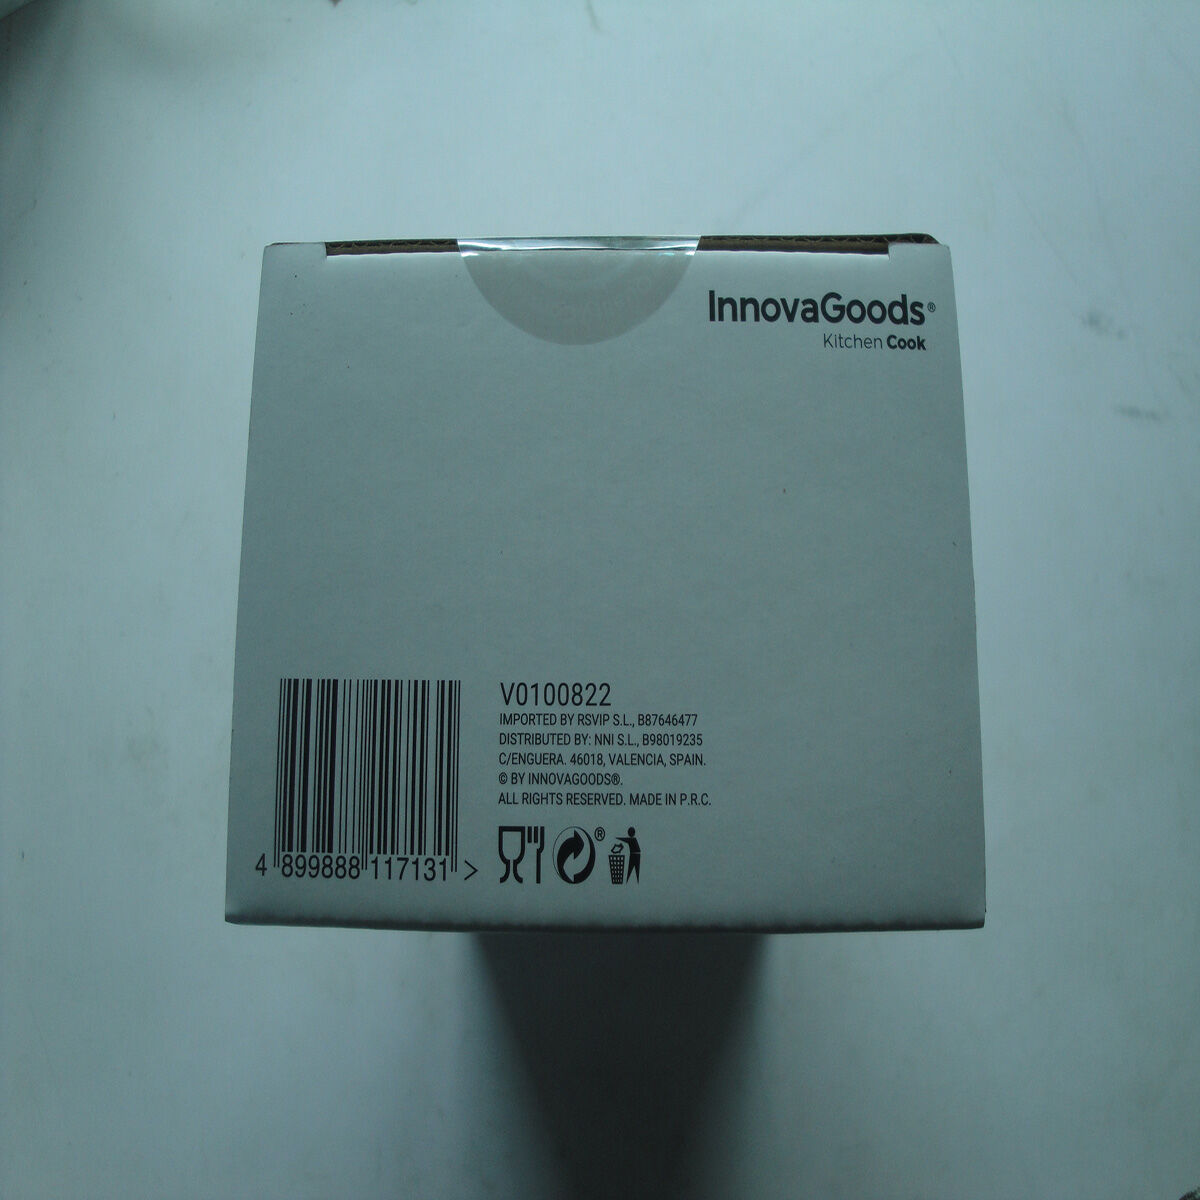 InnovaGoods®
Kitchen Cook
V0100822
IMPORTED BY RSVIP S.L., B87646477
DISTRIBUTED BY: NNI S.L., B98019235
C/ENGUERA. 46018, VALENCIA, SPAIN.
© BY INNOVAGOODS®.
ALL RIGHTS RESERVED. MADE IN P.R.C.
®
4 899888 117131 >